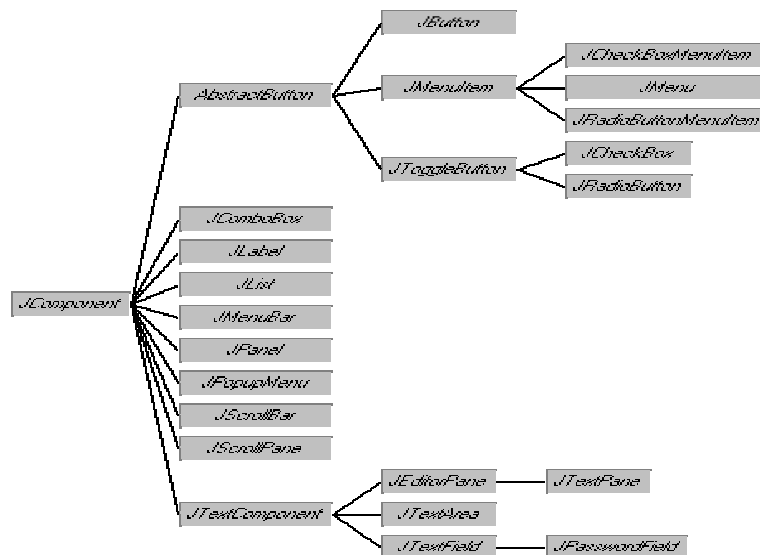 JButton
JCheckBoxMenuItem
AbstractButton
JMenuItem
JMenu
JRadioButtonMenuItem
JToggleButton
JCheckBox
JRadioButton
JComboBox
JLabel
JList
JComponent
JMenuBar
JPanel
JPopupMenu
JScrollBar
JScrollPane
JEditorPane
JTextPane
JTextComponent
JTextArea
JTextField
JPasswordField